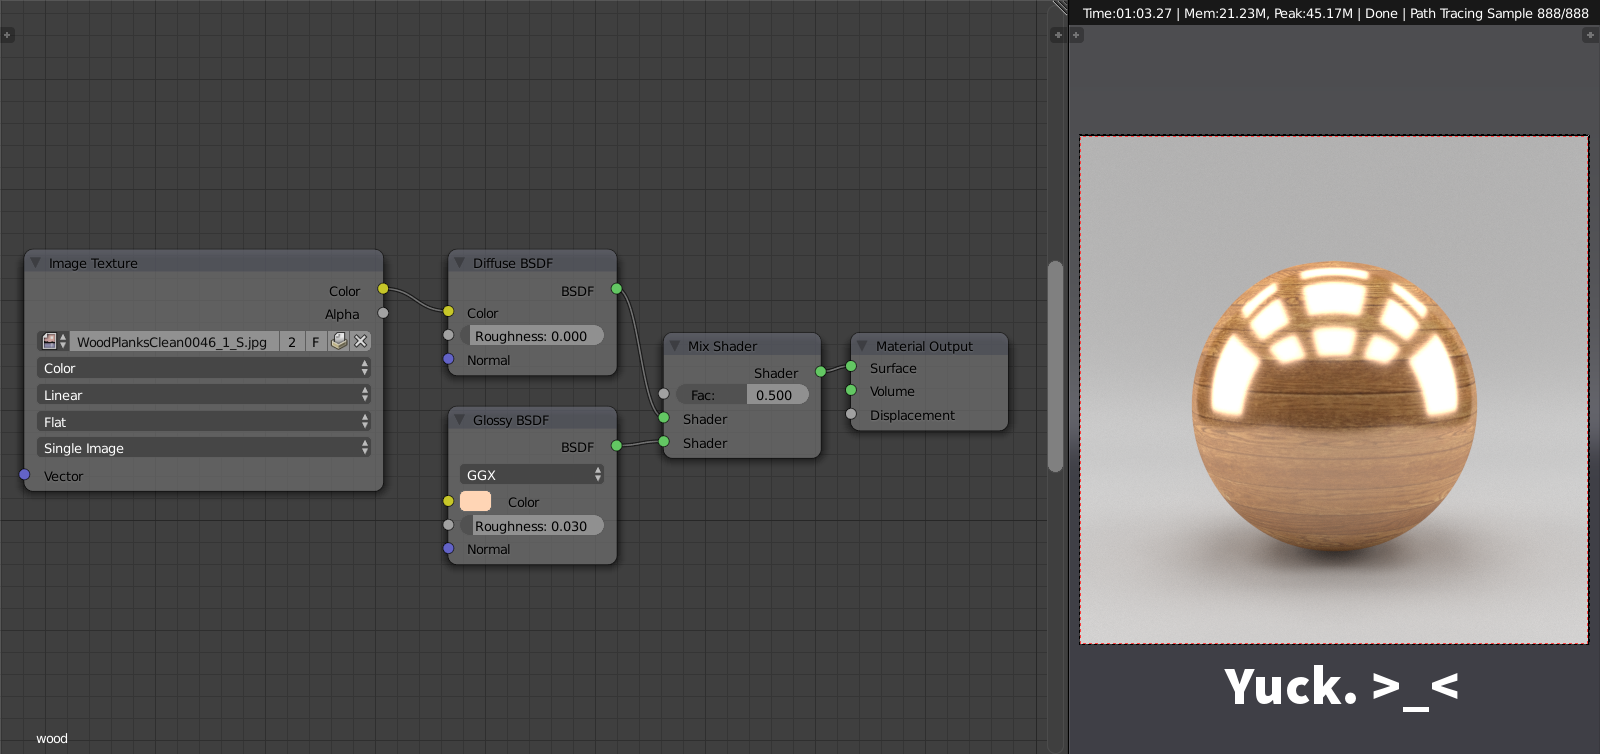 Time:01:03.27 | Mem:21.23M, Peak:45.17M | Done | Path Tracing Sample 888/888
Image Texture
Color
Alpha
WoodPlanksClean0046_1_S.jpg 2 F
Color
Linear
Flat
Single Image
Vector
Diffuse BSDF
BSDF
Color
Roughness: 0.000
Normal
Glossy BSDF
BSDF
GGX
Color
Roughness: 0.030
Normal
Mix Shader
Shader
Fac: 0.500
Shader
Shader
Material Output
Surface
Volume
Displacement
Yuck. >_<
wood